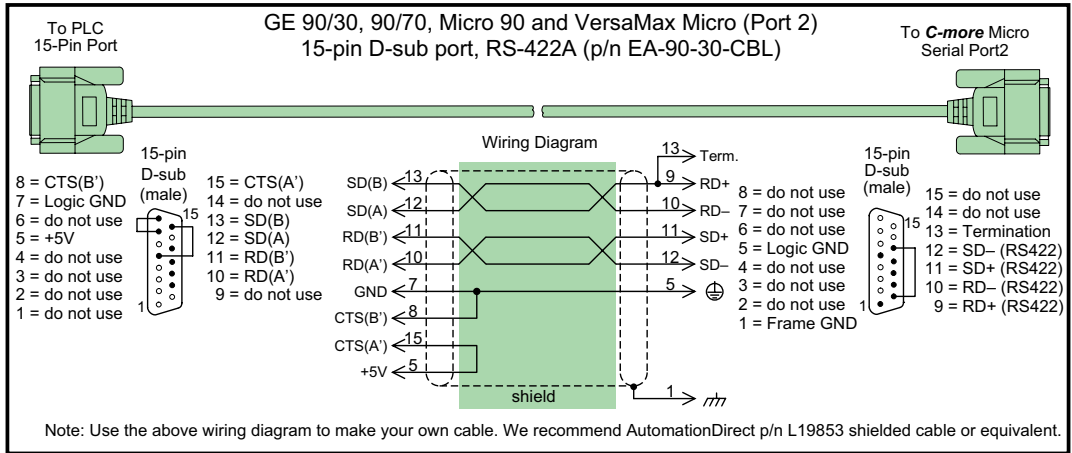 GE 90/30, 90/70, Micro 90 and VersaMax Micro (Port 2)
15-pin D-sub port, RS-422A (p/n EA-90-30-CBL)
To PLC
15-Pin Port
To C-more Micro
Serial Port2
15-pin
D-sub
(male)
8 = CTS(B’)
7 = Logic GND
6 = do not use
5 = +5V
4 = do not use
3 = do not use
2 = do not use
1 = do not use
15
1
15 = CTS(A’)
14 = do not use
13 = SD(B)
12 = SD(A)
11 = RD(B’)
10 = RD(A’)
9 = do not use
Wiring Diagram
13 Term.
SD(B) 13 9 RD+
SD(A) 12 10 RD–
RD(B’) 11 11 SD+
RD(A’) 10 12 SD–
GND 7 5
CTS(B’) 8
CTS(A’) 15
+5V 5
shield
1
8 = do not use
7 = do not use
6 = do not use
5 = Logic GND
4 = do not use
3 = do not use
2 = do not use
1 = Frame GND
15-pin
D-sub
(male)
15
1
15 = do not use
14 = do not use
13 = Termination
12 = SD– (RS422)
11 = SD+ (RS422)
10 = RD– (RS422)
9 = RD+ (RS422)
Note: Use the above wiring diagram to make your own cable. We recommend AutomationDirect p/n L19853 shielded cable or equivalent.